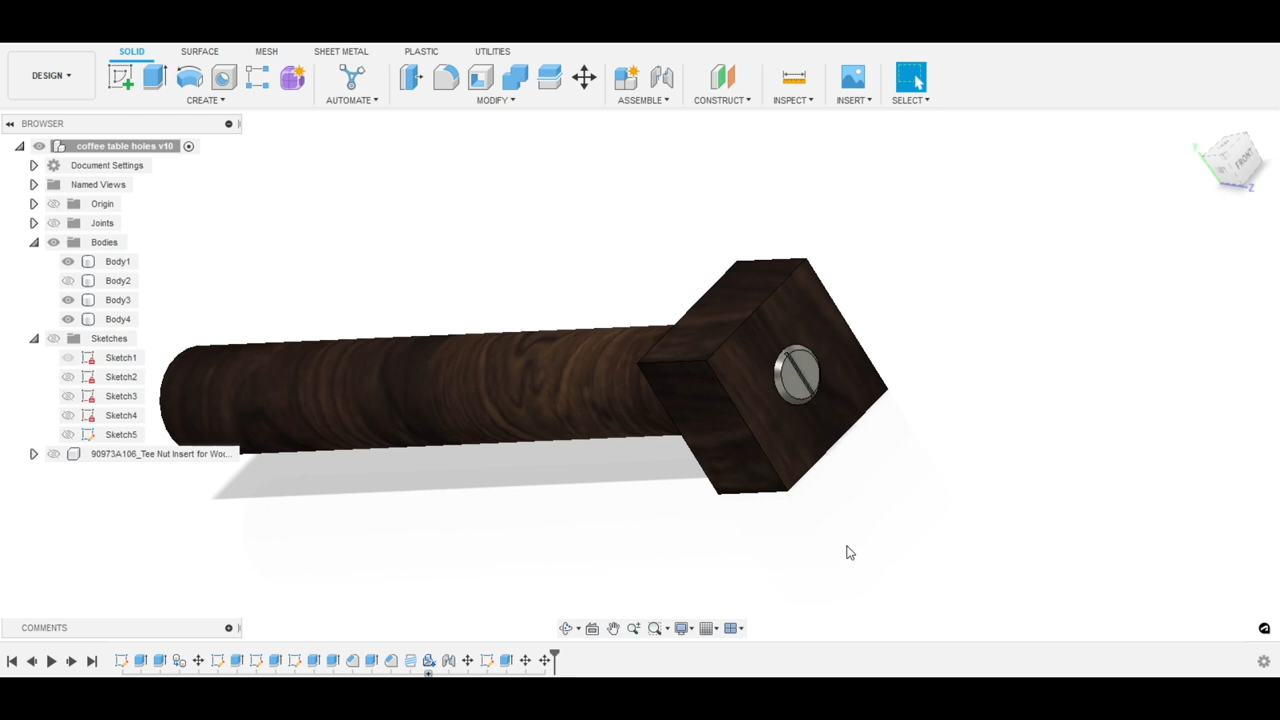 SOLID SURFACE MESH SHEET METAL PLASTIC UTILITIES
DESIGN
CREATE AUTOMATE MODIFY ASSEMBLE CONSTRUCT INSPECT INSERT SELECT
BROWSER
coffee table holes v10
Document Settings
Named Views
Origin
Joints
Bodies
Body1
Body2
Body3
Body4
Sketches
Sketch1
Sketch2
Sketch3
Sketch4
Sketch5
90973A106_Tee Nut Insert for Woo...
FRONT
Y
Z
COMMENTS